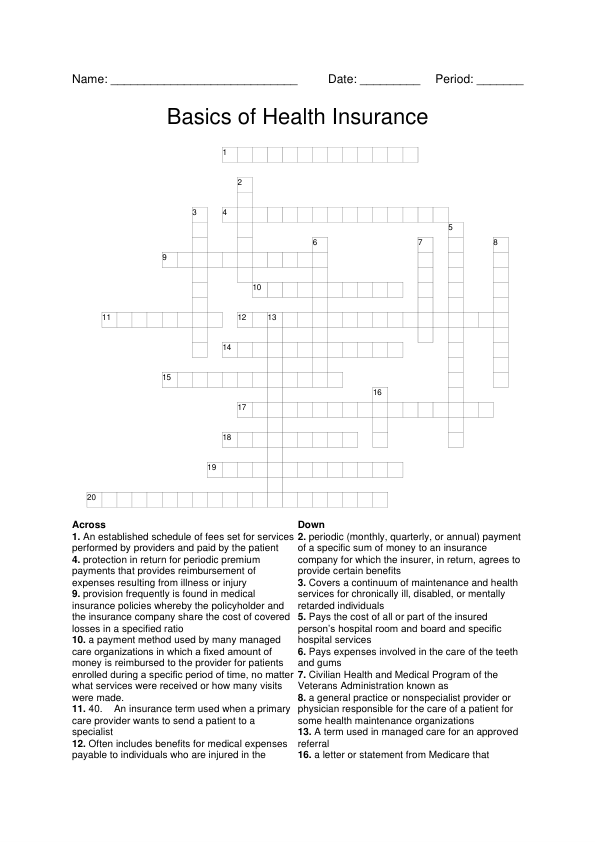 Name: ____________________________ Date: _________ Period: _______
Basics of Health Insurance
1
2
3 4
5
6 7 8
9
10
11 12 13
14
15
16
17
18
19
20
Across
1. An established schedule of fees set for services
performed by providers and paid by the patient
4. protection in return for periodic premium
payments that provides reimbursement of
expenses resulting from illness or injury
9. provision frequently is found in medical
insurance policies whereby the policyholder and
the insurance company share the cost of covered
losses in a specified ratio
10. a payment method used by many managed
care organizations in which a fixed amount of
money is reimbursed to the provider for patients
enrolled during a specific period of time, no matter
what services were received or how many visits
were made.
11. 40. An insurance term used when a primary
care provider wants to send a patient to a
specialist
12. Often includes benefits for medical expenses
payable to individuals who are injured in the
Down
2. periodic (monthly, quarterly, or annual) payment
of a specific sum of money to an insurance
company for which the insurer, in return, agrees to
provide certain benefits
3. Covers a continuum of maintenance and health
services for chronically ill, disabled, or mentally
retarded individuals
5. Pays the cost of all or part of the insured
person's hospital room and board and specific
hospital services
6. Pays expenses involved in the care of the teeth
and gums
7. Civilian Health and Medical Program of the
Veterans Administration known as
8. a general practice or nonspecialist provider or
physician responsible for the care of a patient for
some health maintenance organizations
13. A term used in managed care for an approved
referral
16. a letter or statement from Medicare that